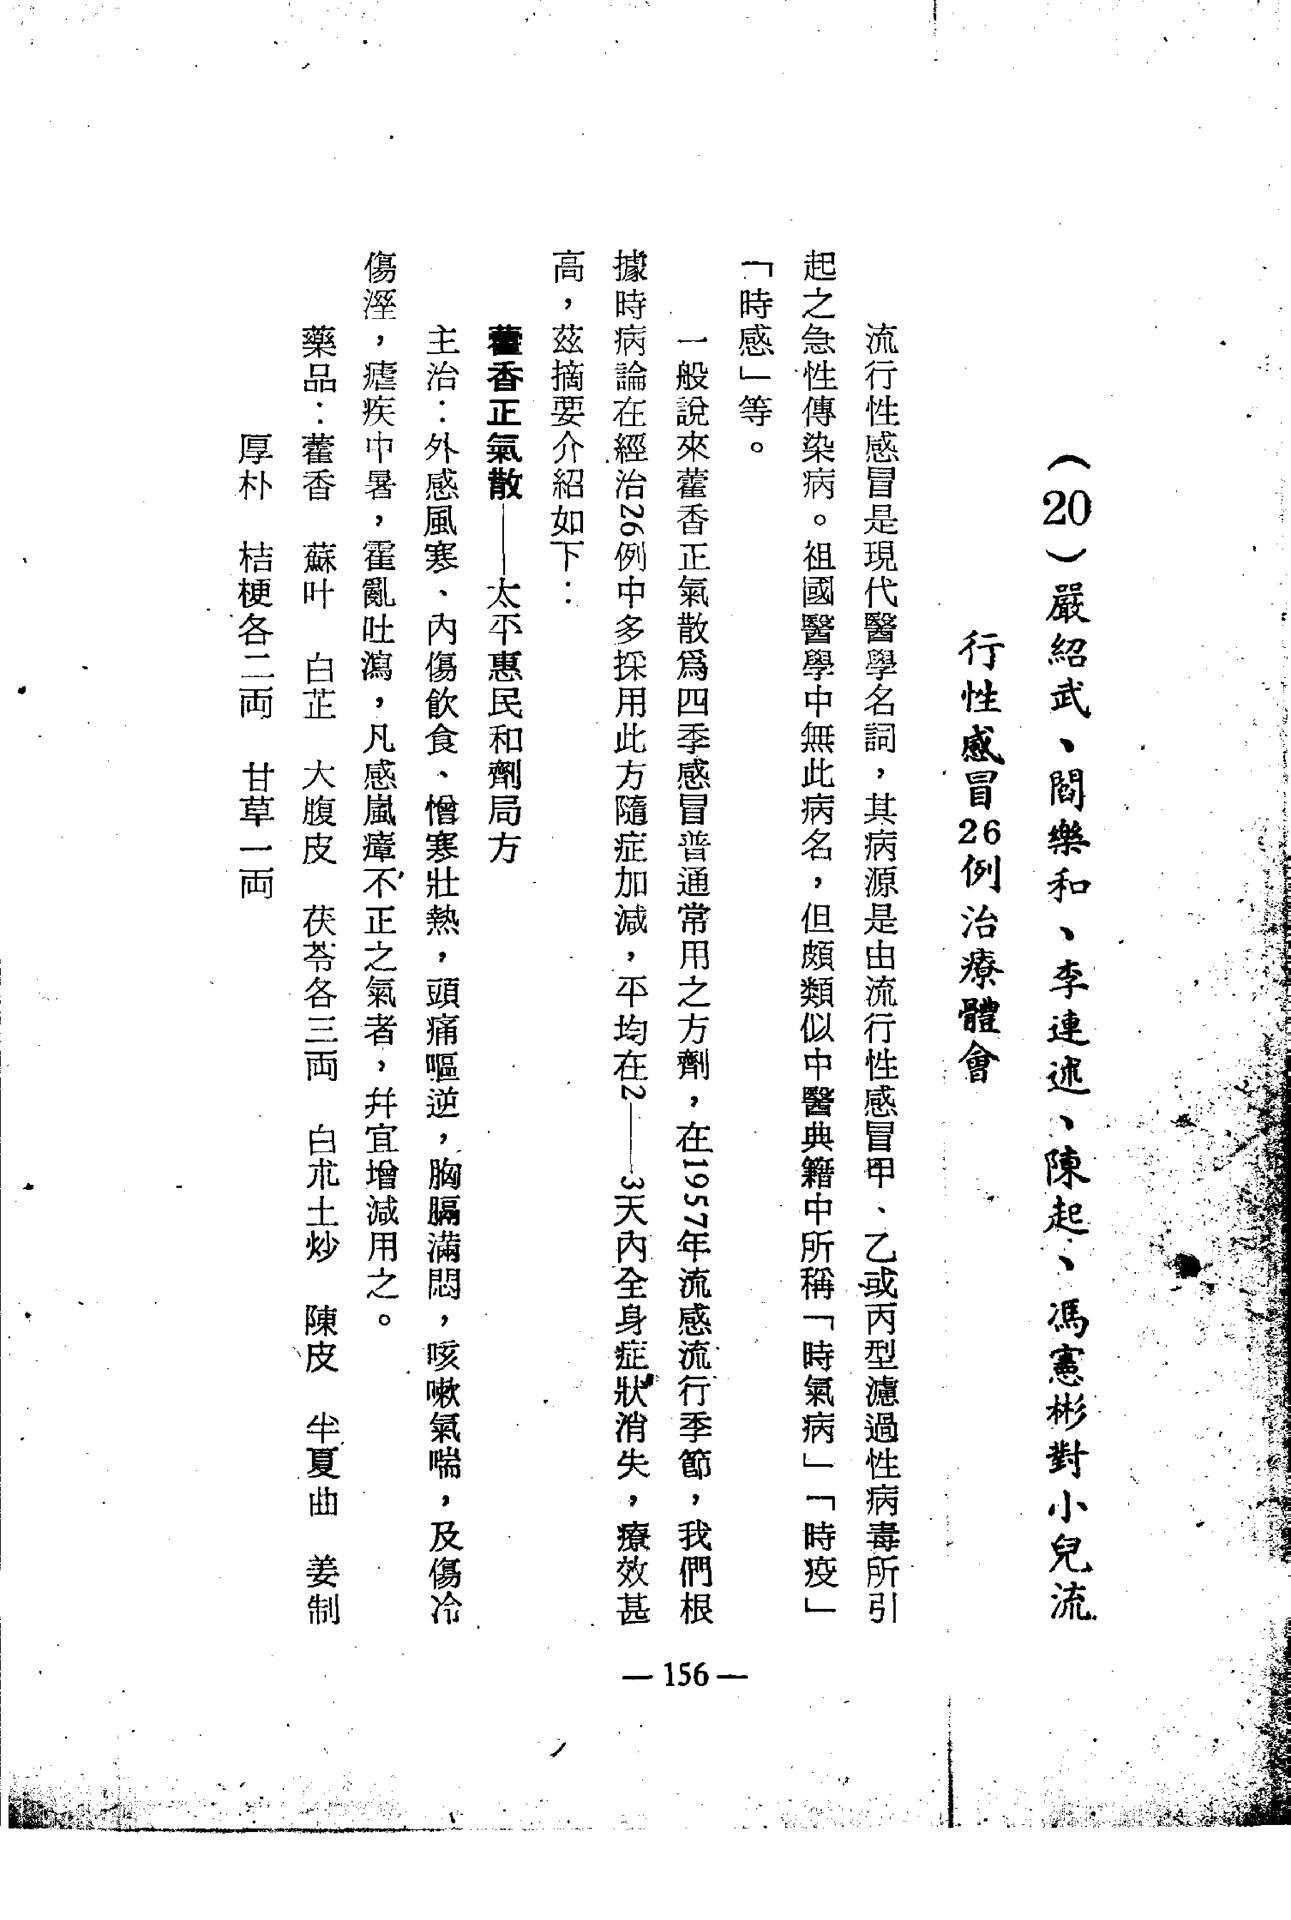 （20）嚴紹武、閻樂和、李連述、陳起、馮憲彬對小兒流
行性感冒26例治療體會
流行性感冒是現代醫學名詞，其病源是由流行性感冒甲、乙或丙型濾過性病毒所引
起之急性傳染病。祖國醫學中無此病名，但頗類似中醫典籍中所稱「時氣病」「時疫」
「時感」等。
一般說來藿香正氣散爲四季感冒普通常用之方劑，在1957年流感流行季節，我們根
據時病論在經治26例中多採用此方隨症加減，平均在2——3天內全身症狀消失，療效甚
高，茲摘要介紹如下：
藿香正氣散——太平惠民和劑局方
主治：外感風寒、內傷飲食、憎寒壯熱，頭痛嘔逆，胸膈滿悶，咳嗽氣喘，及傷冷
傷溼，瘧疾中暑，霍亂吐瀉，凡感嵐瘴不正之氣者，幷宜增減用之。
藥品：藿香　蘇叶　白芷　大腹皮　茯苓各三両　白朮土炒　陳皮　半夏曲　姜制
厚朴　桔梗各二両　甘草一両
—156—